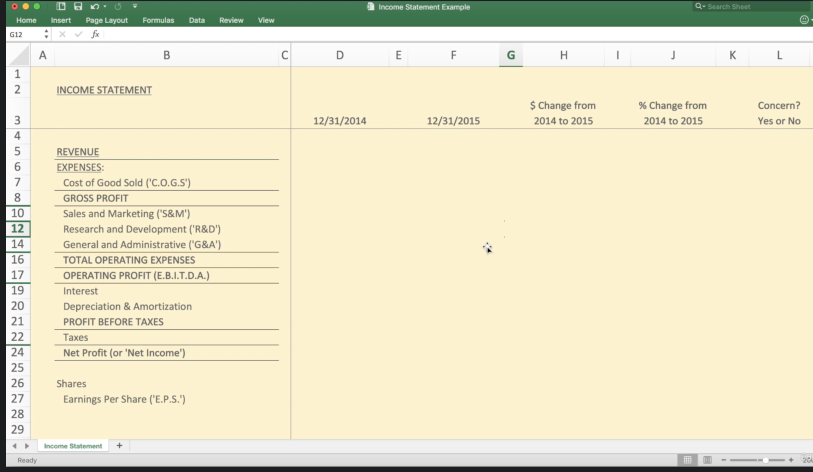 Income Statement Example
Search Sheet
Home Insert Page Layout Formulas Data Review View
G12 fx
A B C D E F G H I J K L
1
2 INCOME STATEMENT
$ Change from % Change from Concern?
3 12/31/2014 12/31/2015 2014 to 2015 2014 to 2015 Yes or No
4
5 REVENUE
6 EXPENSES:
7 Cost of Good Sold ('C.O.G.S')
8 GROSS PROFIT
10 Sales and Marketing ('S&M')
12 Research and Development ('R&D')
14 General and Administrative ('G&A')
16 TOTAL OPERATING EXPENSES
17 OPERATING PROFIT (E.B.I.T.D.A.)
19 Interest
20 Depreciation & Amortization
21 PROFIT BEFORE TAXES
22 Taxes
24 Net Profit (or 'Net Income')
25
26 Shares
27 Earnings Per Share ('E.P.S.')
28
29
Income Statement +
Ready